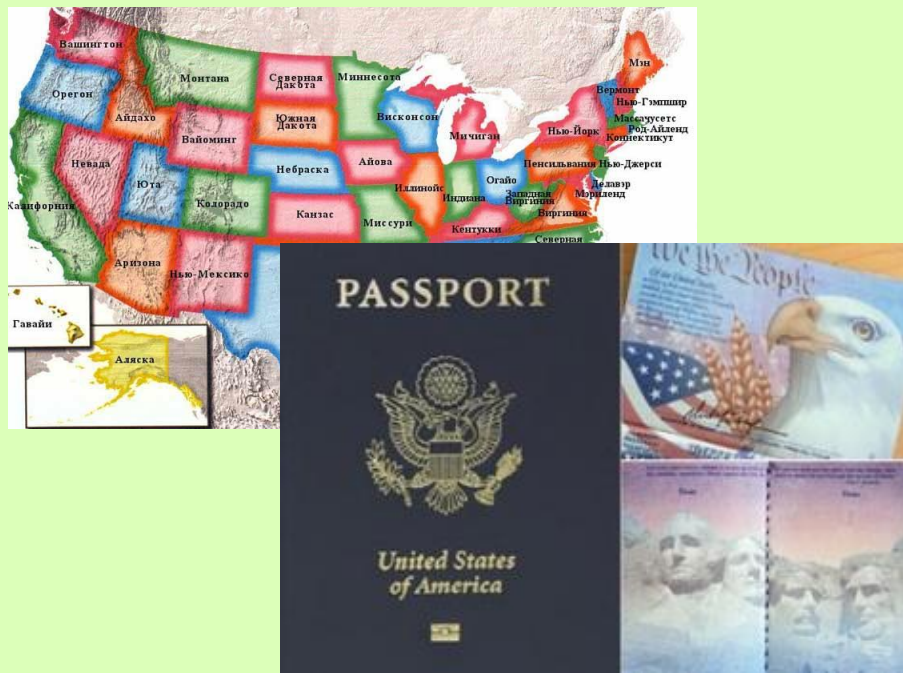 Вашингтон
Монтана
Северная
Дакота
Миннесота
Мэн
Орегон
Айдахо
Южная
Дакота
Висконсон
Вермонт
Нью-Гэмпшир
Массачусетс
Род-Айленд
Коннектикут
Вайоминг
Мичиган
Нью-Йорк
Невада
Юта
Небраска
Айова
Пенсильвания
Нью-Джерси
Иллинойс
Индиана
Огайо
Западная
Виргиния
Делавэр
Мэриленд
Калифорния
Колорадо
Канзас
Миссури
Кентукки
Виргиния
Северная
Аризона
Нью-Мексико
Гавайи
Аляска
PASSPORT
United States
of America
We the People